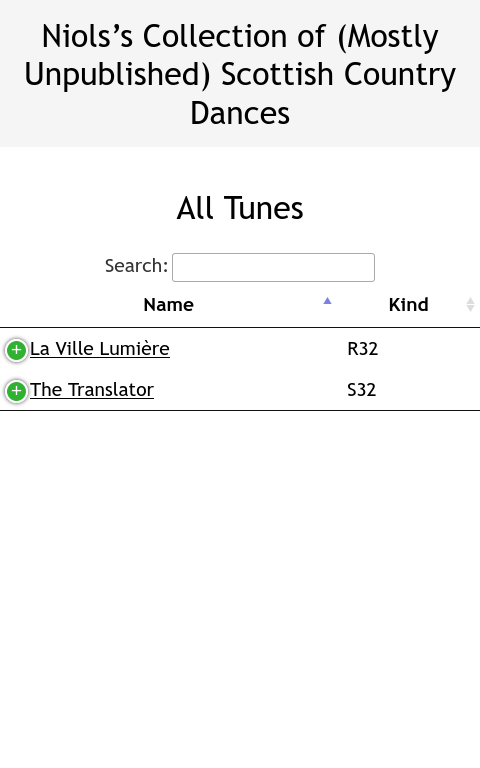 Niols’s Collection of (Mostly
Unpublished) Scottish Country
Dances
All Tunes
Search:
Name Kind
La Ville Lumière R32
The Translator S32